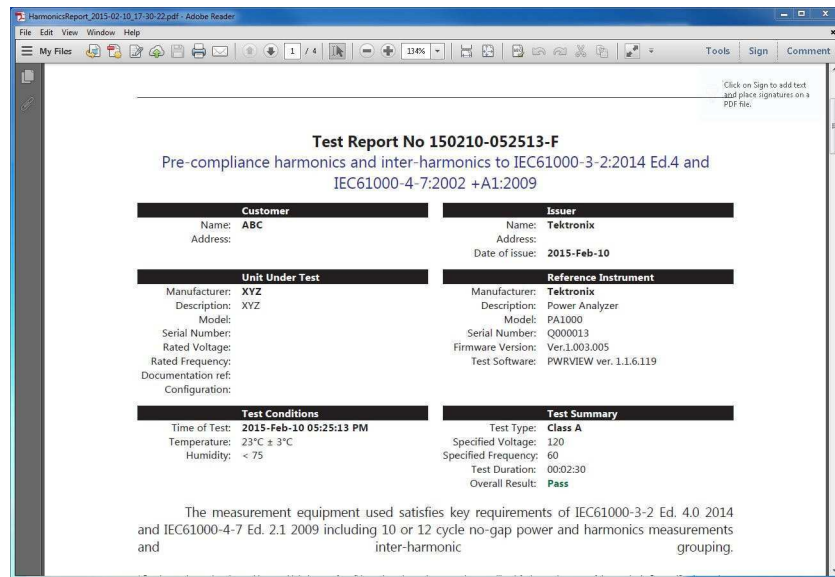 HarmonicsReport_2015-02-10_17-30-22.pdf - Adobe Reader
File Edit View Window Help
My Files 1 / 4 134% Tools Sign Comment
Click on Sign to add text
and place signatures on a
PDF file.
Test Report No 150210-052513-F
Pre-compliance harmonics and inter-harmonics to IEC61000-3-2:2014 Ed.4 and
IEC61000-4-7:2002 +A1:2009
Customer
Name: ABC
Address:
Issuer
Name: Tektronix
Address:
Date of issue: 2015-Feb-10
Unit Under Test
Manufacturer: XYZ
Description: XYZ
Model:
Serial Number:
Rated Voltage:
Rated Frequency:
Documentation ref:
Configuration:
Reference Instrument
Manufacturer: Tektronix
Description: Power Analyzer
Model: PA1000
Serial Number: Q000013
Firmware Version: Ver.1.003.005
Test Software: PWRVIEW ver. 1.1.6.119
Test Conditions
Time of Test: 2015-Feb-10 05:25:13 PM
Temperature: 23°C ± 3°C
Humidity: < 75
Test Summary
Test Type: Class A
Specified Voltage: 120
Specified Frequency: 60
Test Duration: 00:02:30
Overall Result: Pass
The measurement equipment used satisfies key requirements of IEC61000-3-2 Ed. 4.0 2014
and IEC61000-4-7 Ed. 2.1 2009 including 10 or 12 cycle no-gap power and harmonics measurements
and inter-harmonic grouping.